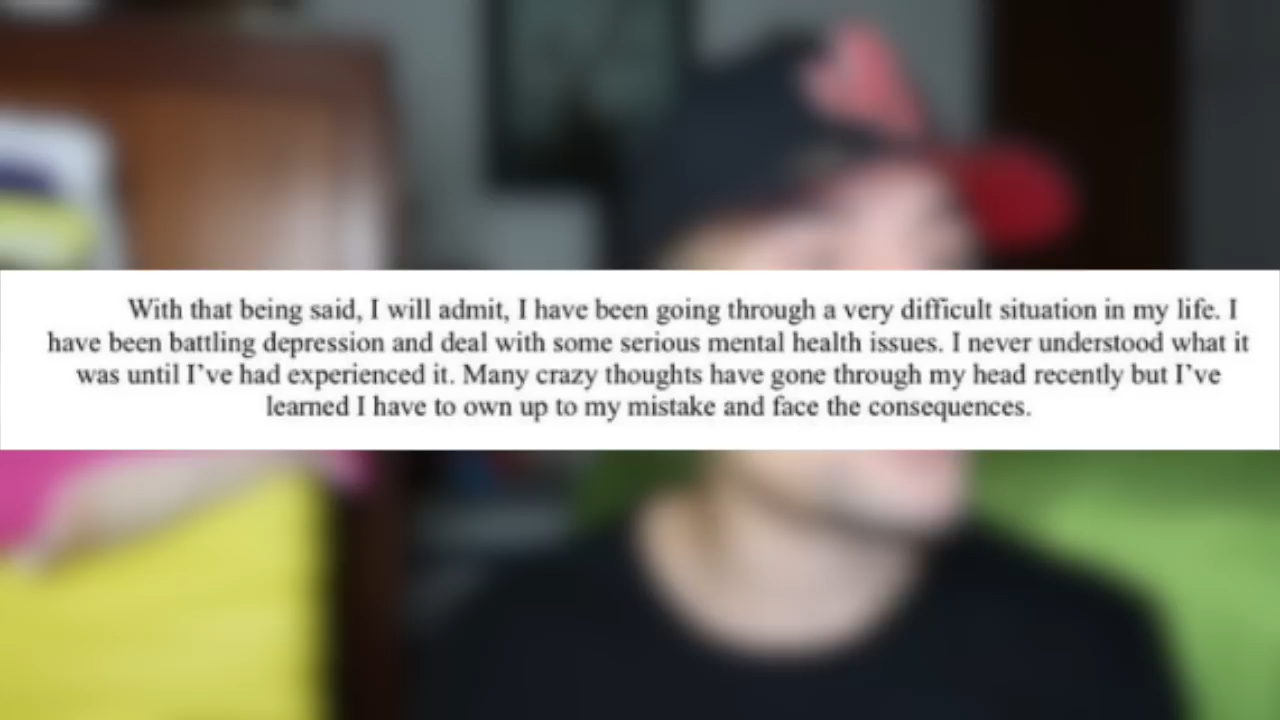 With that being said, I will admit, I have been going through a very difficult situation in my life. I
have been battling depression and deal with some serious mental health issues. I never understood what it
was until I’ve had experienced it. Many crazy thoughts have gone through my head recently but I’ve
learned I have to own up to my mistake and face the consequences.